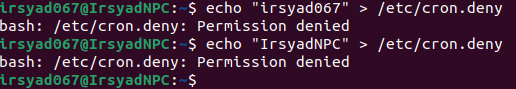 irsyad067@IrsyadNPC:~$ echo "irsyad067" > /etc/cron.deny
bash: /etc/cron.deny: Permission denied
irsyad067@IrsyadNPC:~$ echo "IrsyadNPC" > /etc/cron.deny
bash: /etc/cron.deny: Permission denied
irsyad067@IrsyadNPC:~$